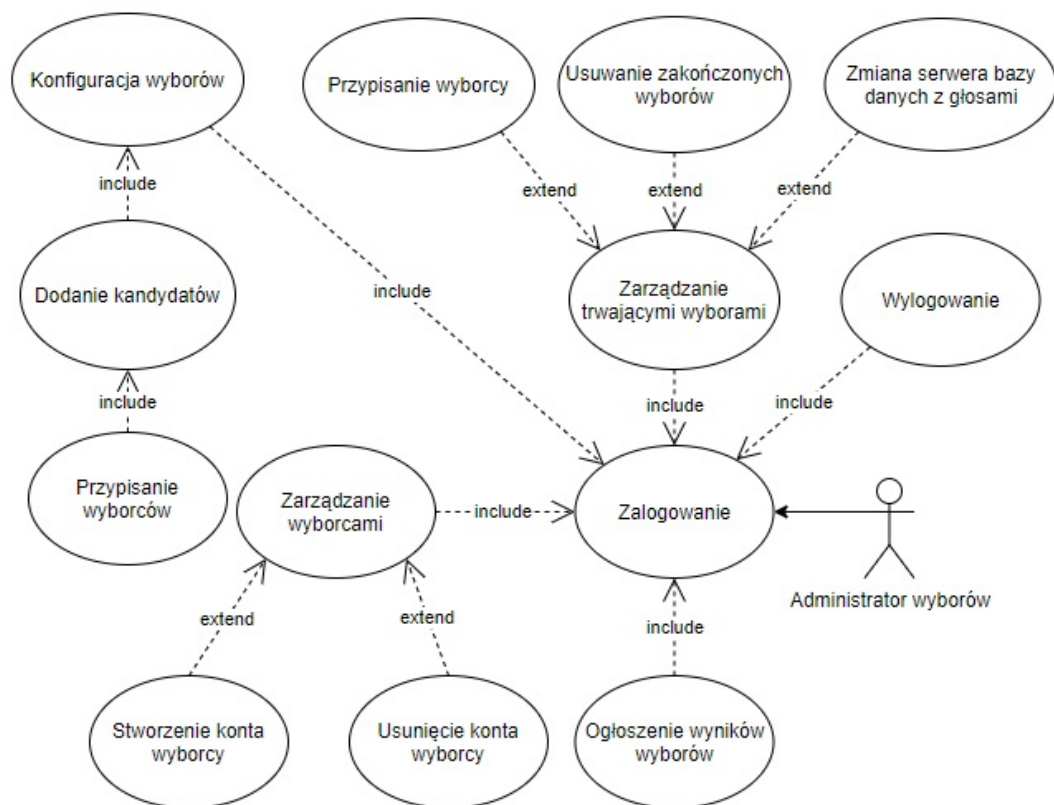 Konfiguracja wyborów
Przypisanie wyborcy
Usuwanie zakończonych
wyborów
Zmiana serwera bazy
danych z głosami
include
extend
extend
extend
Dodanie kandydatów
include
Zarządzanie
trwającymi wyborami
Wylogowanie
include
include
include
Przypisanie
wyborców
Zarządzanie
wyborcami
include
Zalogowanie
Administrator wyborów
extend
extend
include
Stworzenie konta
wyborcy
Usunięcie konta
wyborcy
Ogłoszenie wyników
wyborów